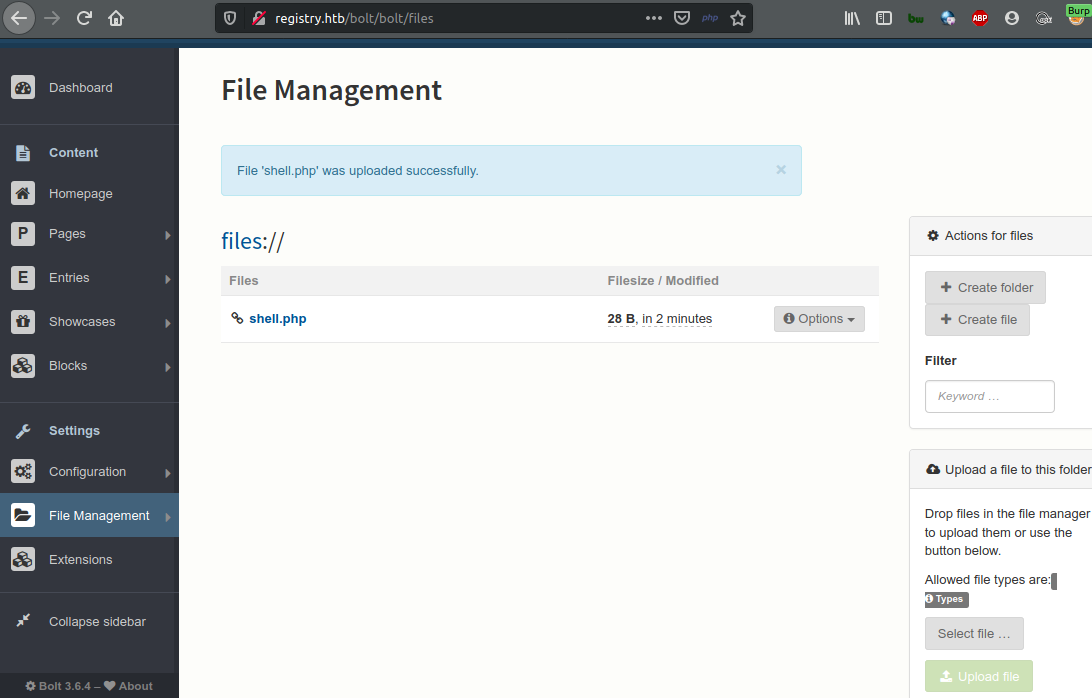 registry.htb/bolt/bolt/files
php
bw
ABP
Burp
Dashboard
Content
Homepage
P Pages
E Entries
Showcases
Blocks
Settings
Configuration
File Management
Extensions
Collapse sidebar
Bolt 3.6.4 – About
File Management
File 'shell.php' was uploaded successfully.
×
files://
Files Filesize / Modified
shell.php 28 B, in 2 minutes Options
Actions for files
Create folder
Create file
Filter
Keyword …
Upload a file to this folder
Drop files in the file manager
to upload them or use the
button below.
Allowed file types are:
Types
Select file …
Upload file